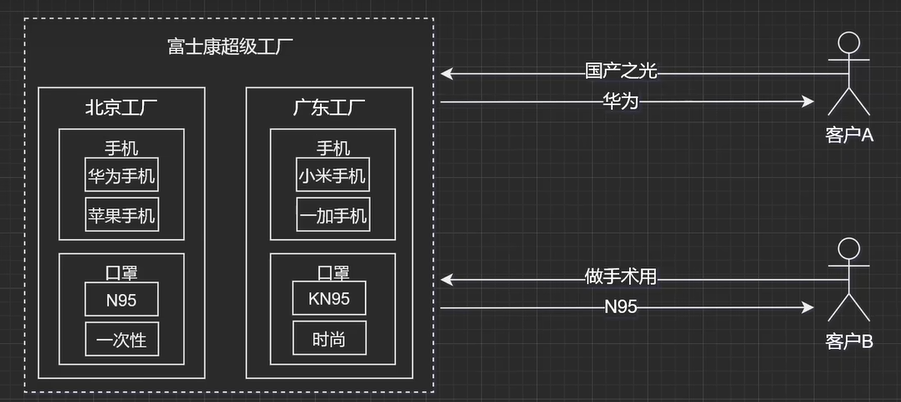 富士康超级工厂
北京工厂
手机
华为手机
苹果手机
口罩
N95
一次性
广东工厂
手机
小米手机
一加手机
口罩
KN95
时尚
国产之光
华为
客户A
做手术用
N95
客户B